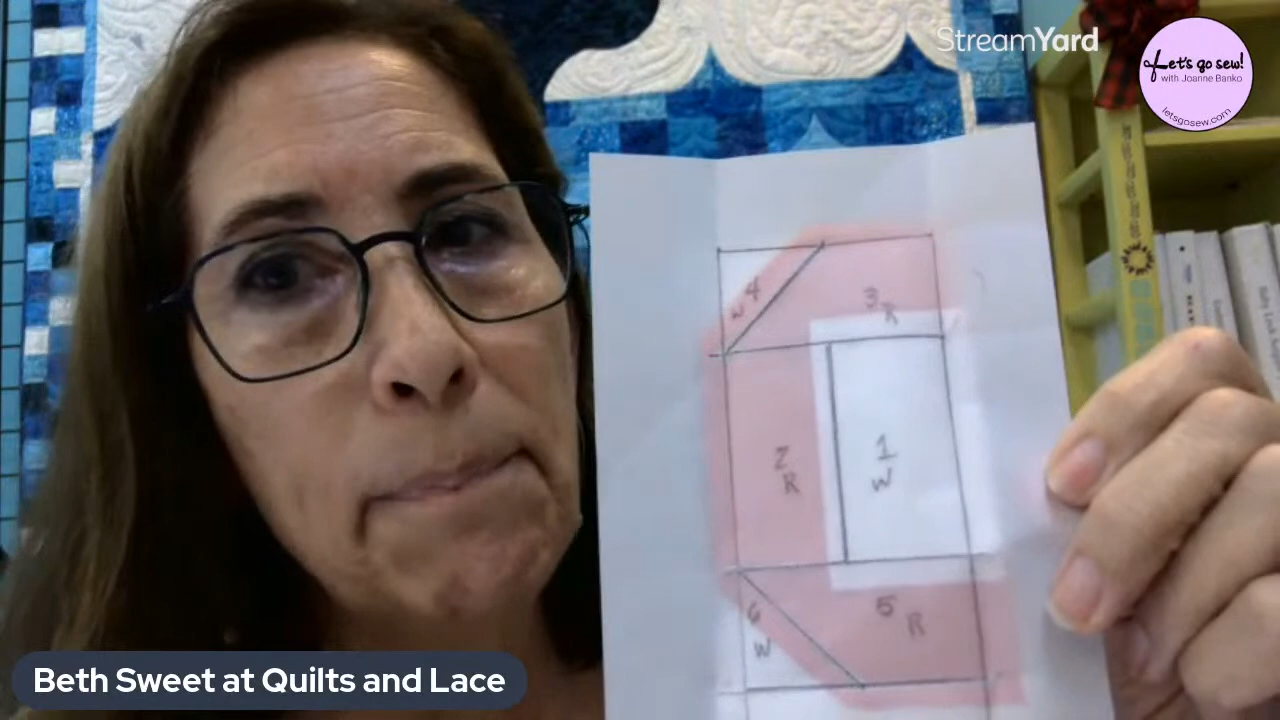 StreamYard
Let's go sew!
with Joanne Banko
letsgosew.com
W 4
3 R
2 R
1 W
5 R
6 W
Beth Sweet at Quilts and Lace